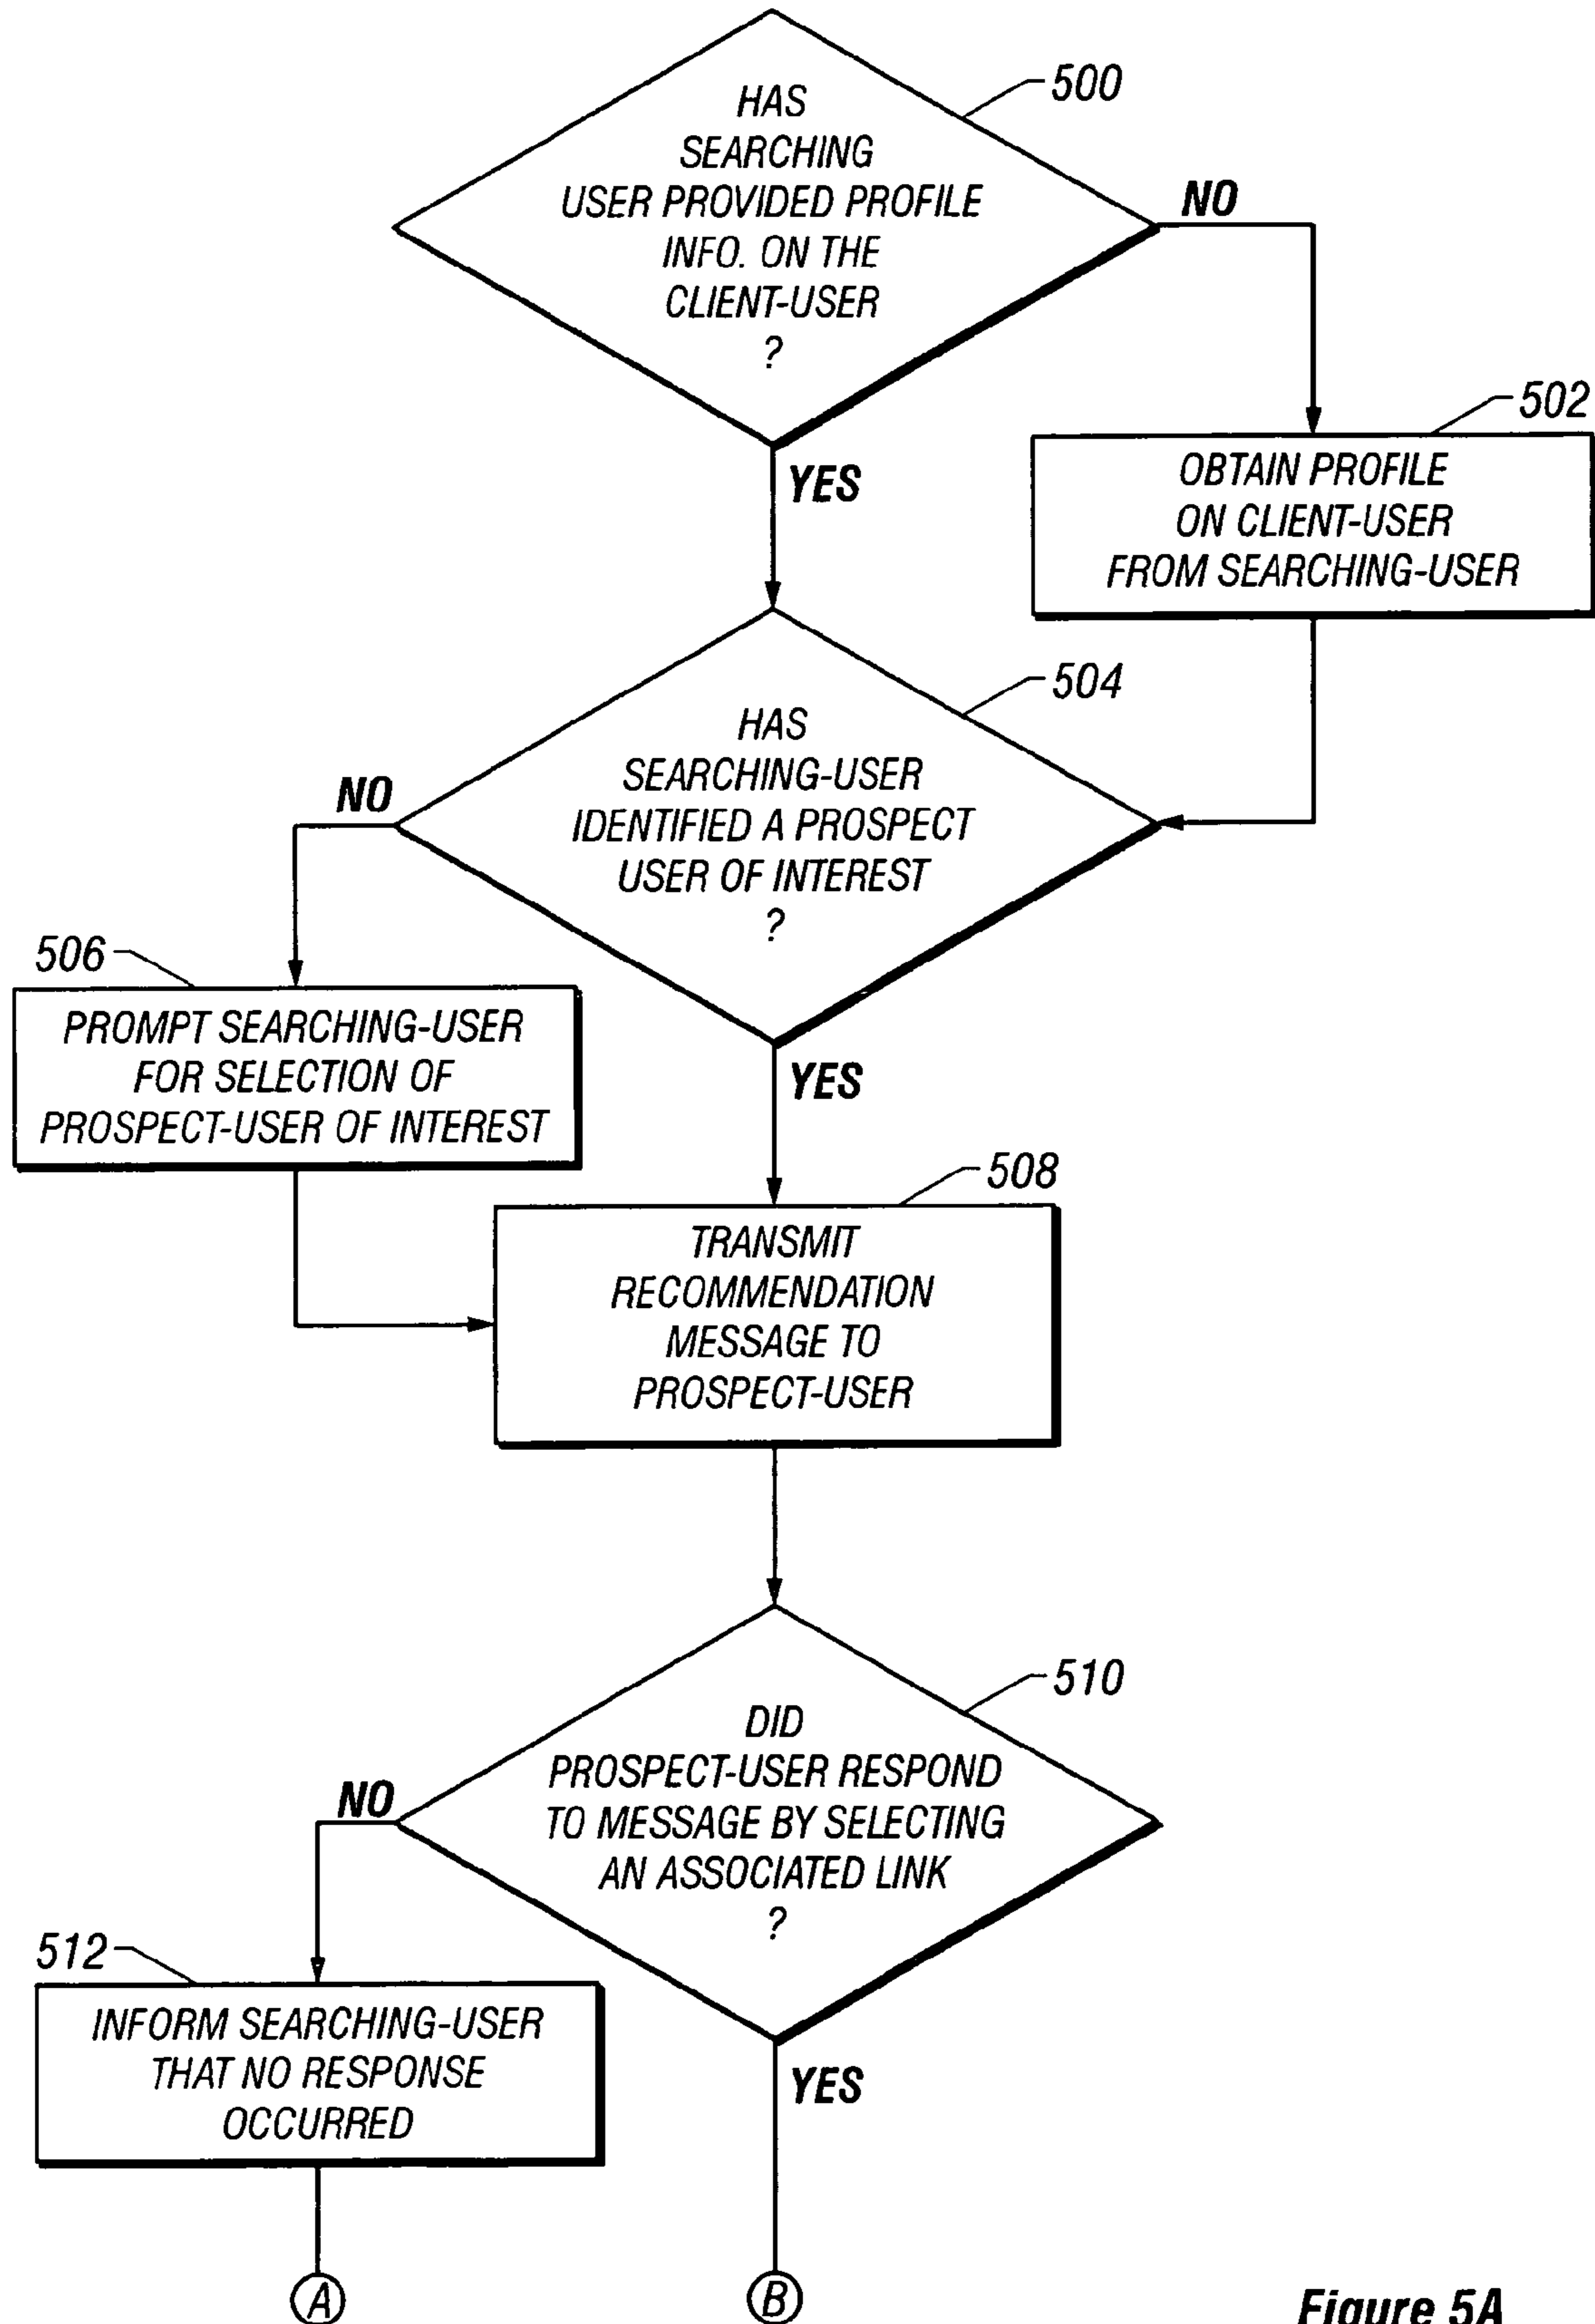 HAS
SEARCHING
USER PROVIDED PROFILE
INFO. ON THE
CLIENT-USER
?
500
NO
YES
502
OBTAIN PROFILE
ON CLIENT-USER
FROM SEARCHING-USER
504
HAS
SEARCHING-USER
IDENTIFIED A PROSPECT
USER OF INTEREST
?
NO
YES
506
PROMPT SEARCHING-USER
FOR SELECTION OF
PROSPECT-USER OF INTEREST
508
TRANSMIT
RECOMMENDATION
MESSAGE TO
PROSPECT-USER
510
DID
PROSPECT-USER RESPOND
TO MESSAGE BY SELECTING
AN ASSOCIATED LINK
?
NO
YES
512
INFORM SEARCHING-USER
THAT NO RESPONSE
OCCURRED
A
B
Figure 5A